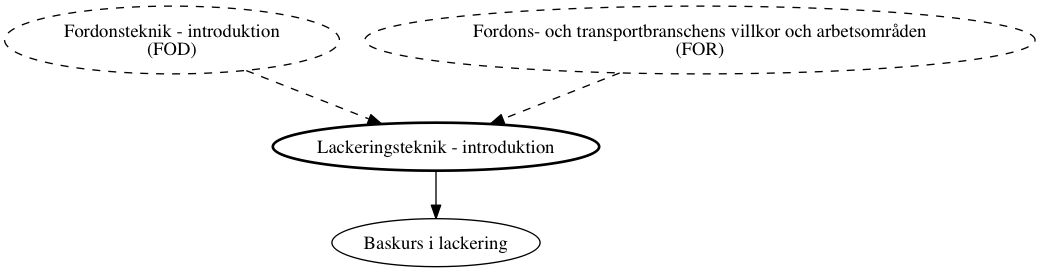 Fordonsteknik - introduktion
(FOD)
Fordons- och transportbranschens villkor och arbetsområden
(FOR)
Lackeringsteknik - introduktion
Baskurs i lackering